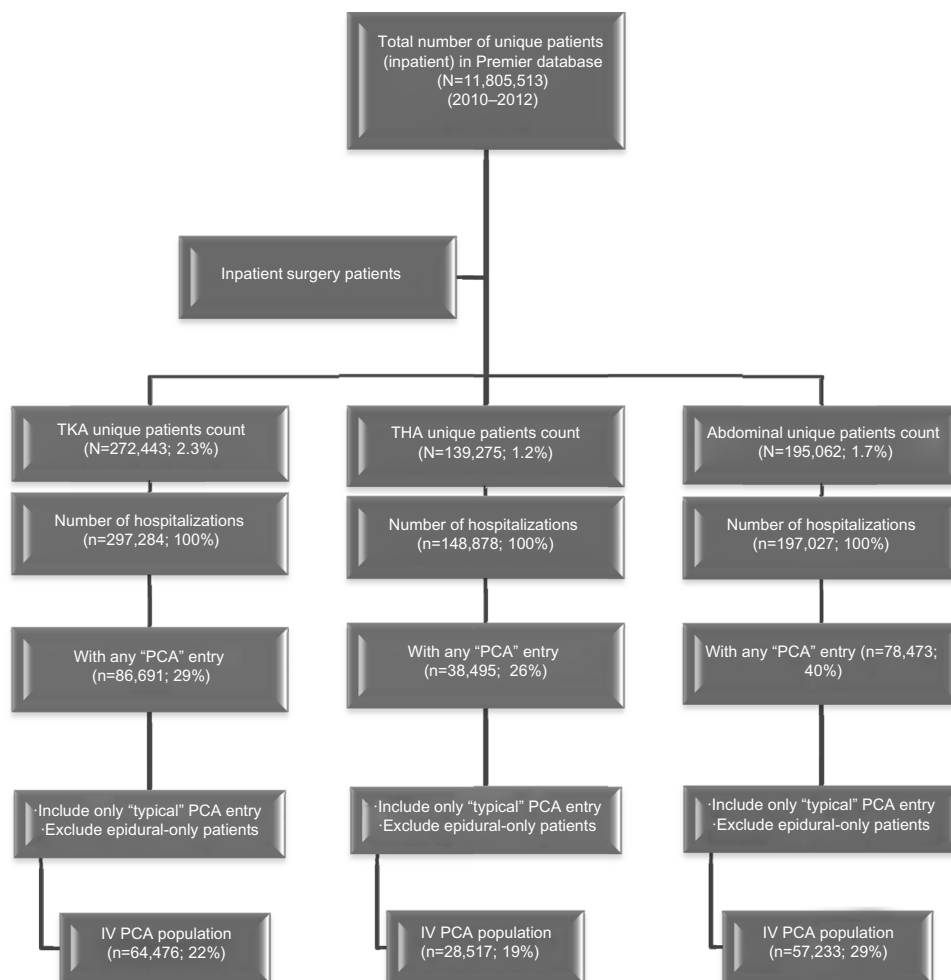 Total number of unique patients
(inpatient) in Premier database
(N=11,805,513)
(2010–2012)
Inpatient surgery patients
TKA unique patients count
(N=272,443; 2.3%)
THA unique patients count
(N=139,275; 1.2%)
Abdominal unique patients count
(N=195,062; 1.7%)
Number of hospitalizations
(n=297,284; 100%)
Number of hospitalizations
(n=148,878; 100%)
Number of hospitalizations
(n=197,027; 100%)
With any “PCA” entry
(n=86,691; 29%)
With any “PCA” entry
(n=38,495; 26%)
With any “PCA” entry (n=78,473;
40%)
·Include only “typical” PCA entry
·Exclude epidural-only patients
·Include only “typical” PCA entry
·Exclude epidural-only patients
·Include only “typical” PCA entry
·Exclude epidural-only patients
IV PCA population
(n=64,476; 22%)
IV PCA population
(n=28,517; 19%)
IV PCA population
(n=57,233; 29%)